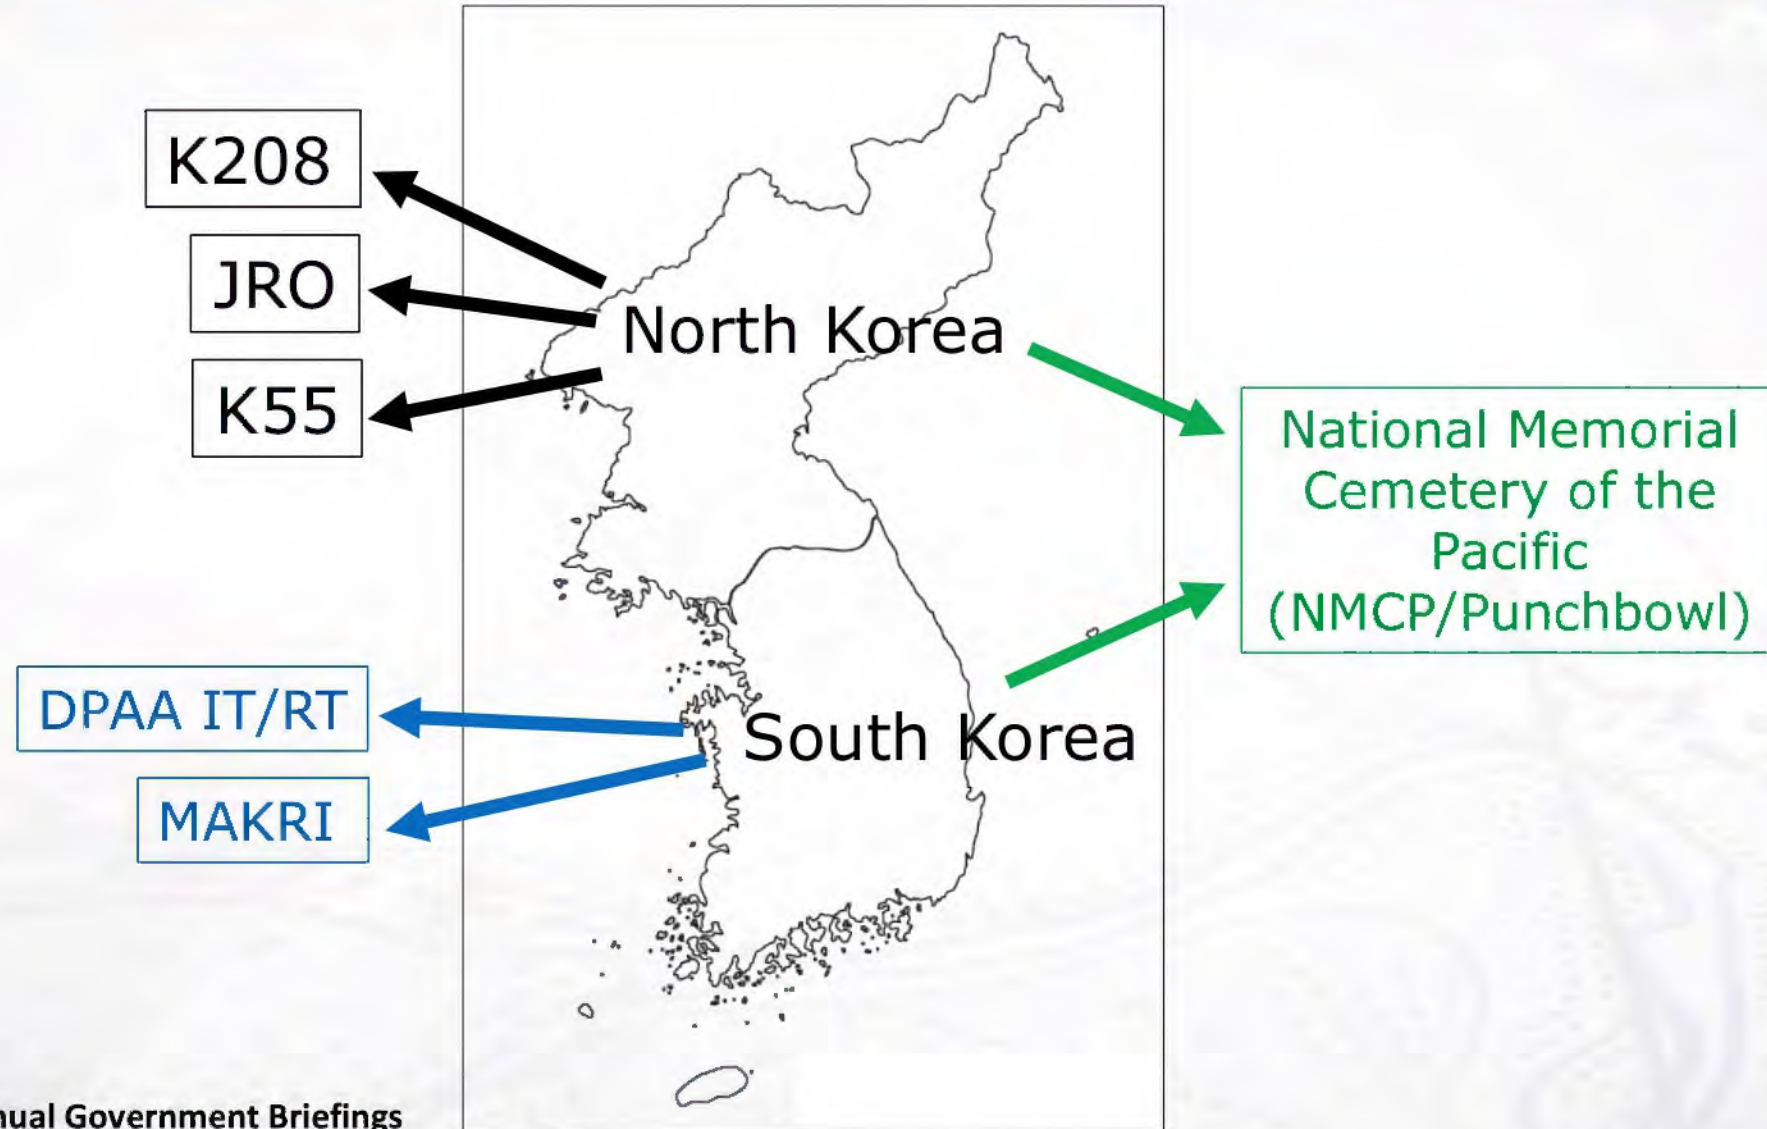 K208
JRO
K55
North Korea
National Memorial
Cemetery of the
Pacific
(NMCP/Punchbowl)
DPAA IT/RT
MAKRI
South Korea
Government Briefings